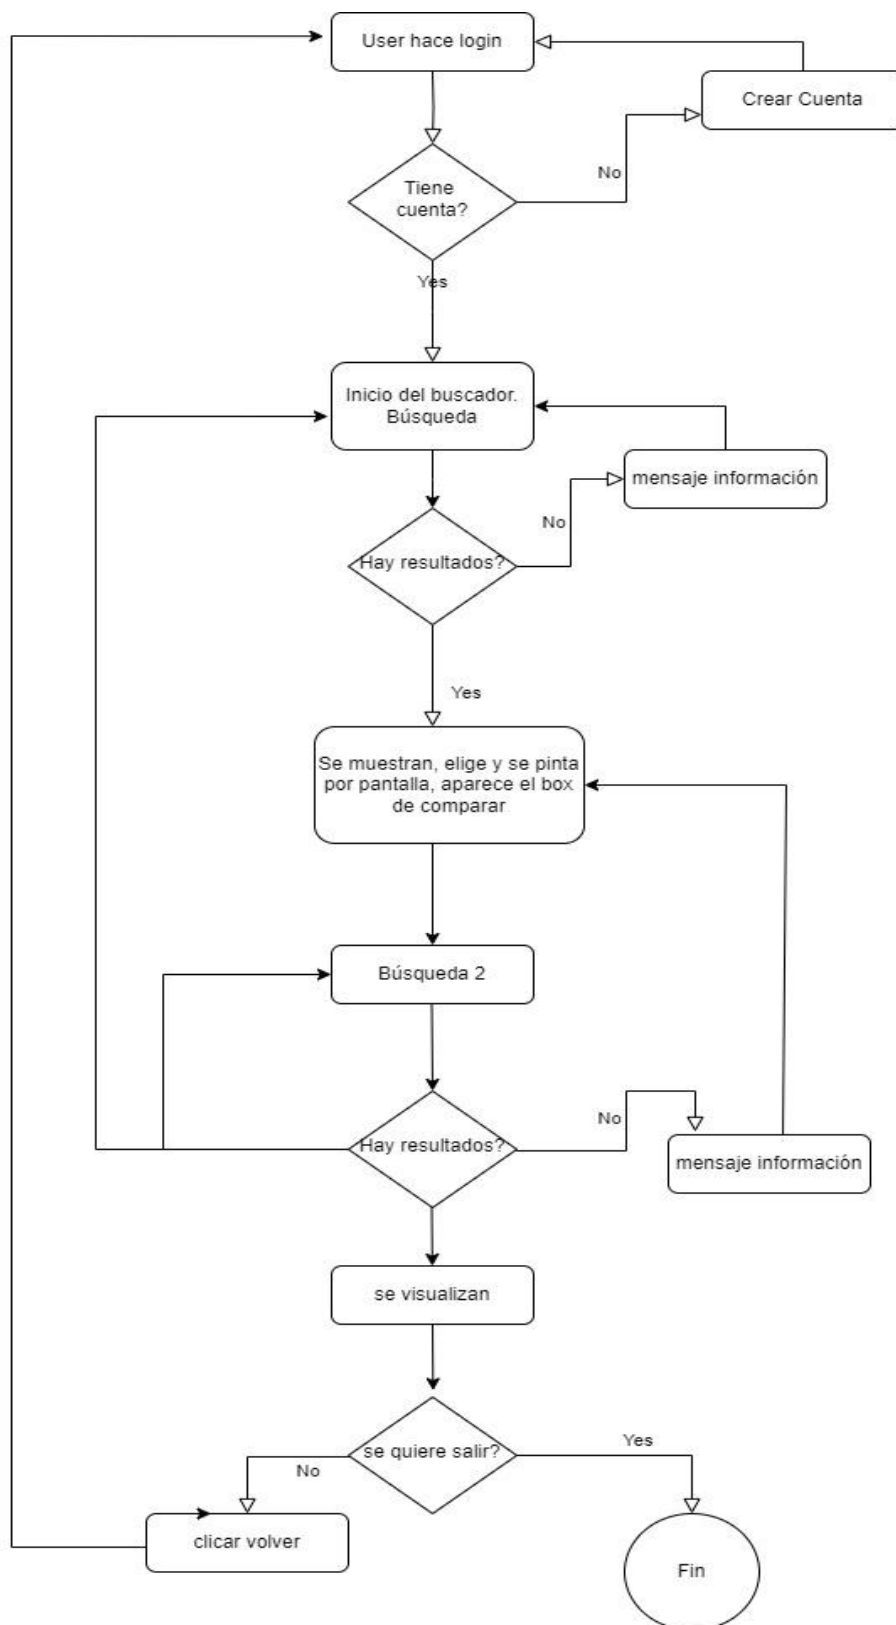 User hace login
Crear Cuenta
No
Tiene
cuenta?
Yes
Inicio del buscador.
Búsqueda
mensaje información
No
Hay resultados?
Yes
Se muestran, elige y se pinta
por pantalla, aparece el box
de comparar
Búsqueda 2
No
Hay resultados?
mensaje información
se visualizan
Yes
se quiere salir?
No
clicar volver
Fin